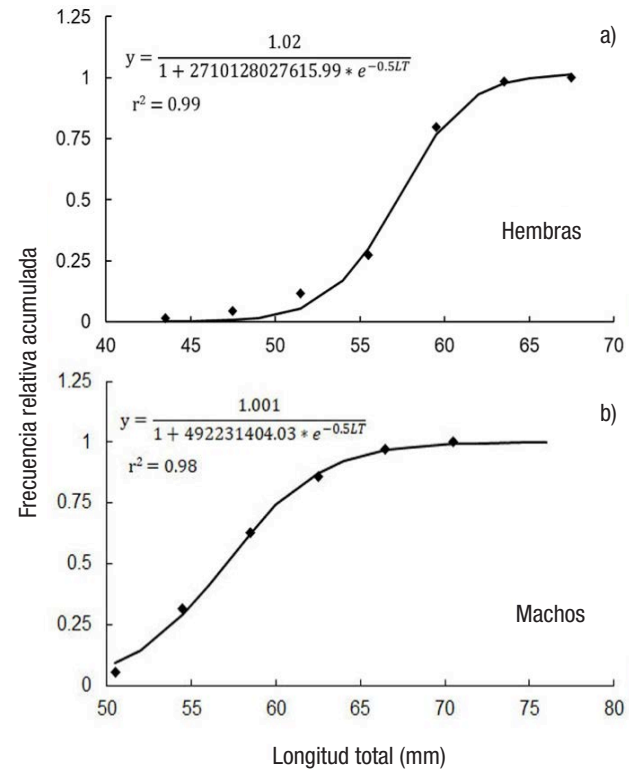 Frecuencia relativa acumulada
a)
1.25
1
0.75
0.5
0.25
0
y = 1.02 / 1 + 2710128027615.99 * e^−0.5LT
r² = 0.99
Hembras
40 45 50 55 60 65 70
b)
1.25
1
0.75
0.5
0.25
0
y = 1.001 / 1 + 492231404.03 * e^−0.5LT
r² = 0.98
Machos
50 55 60 65 70 75 80
Longitud total (mm)